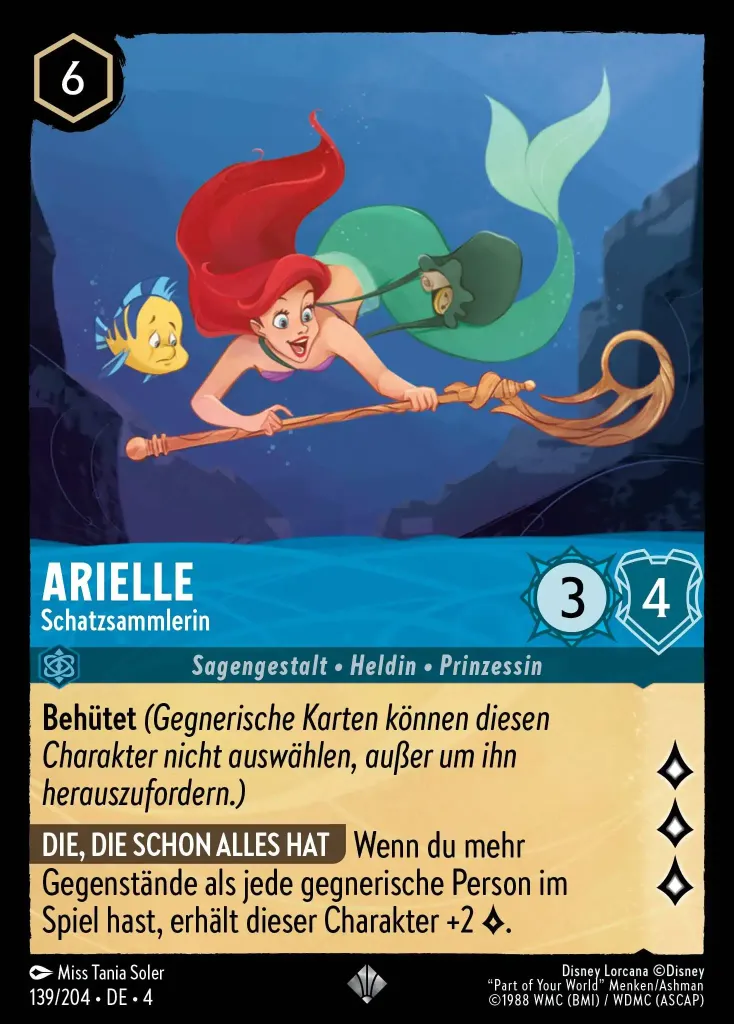 6
ARIELLE
Schatzsammlerin
3
4
Sagengestalt • Heldin • Prinzessin
Behütet (Gegnerische Karten können diesen
Charakter nicht auswählen, außer um ihn
herauszufordern.)
DIE, DIE SCHON ALLES HAT Wenn du mehr
Gegenstände als jede gegnerische Person im
Spiel hast, erhält dieser Charakter +2 .
Miss Tania Soler
139/204 • DE • 4
Disney Lorcana ©Disney
“Part of Your World” Menken/Ashman
©1988 WMC (BMI) / WDMC (ASCAP)